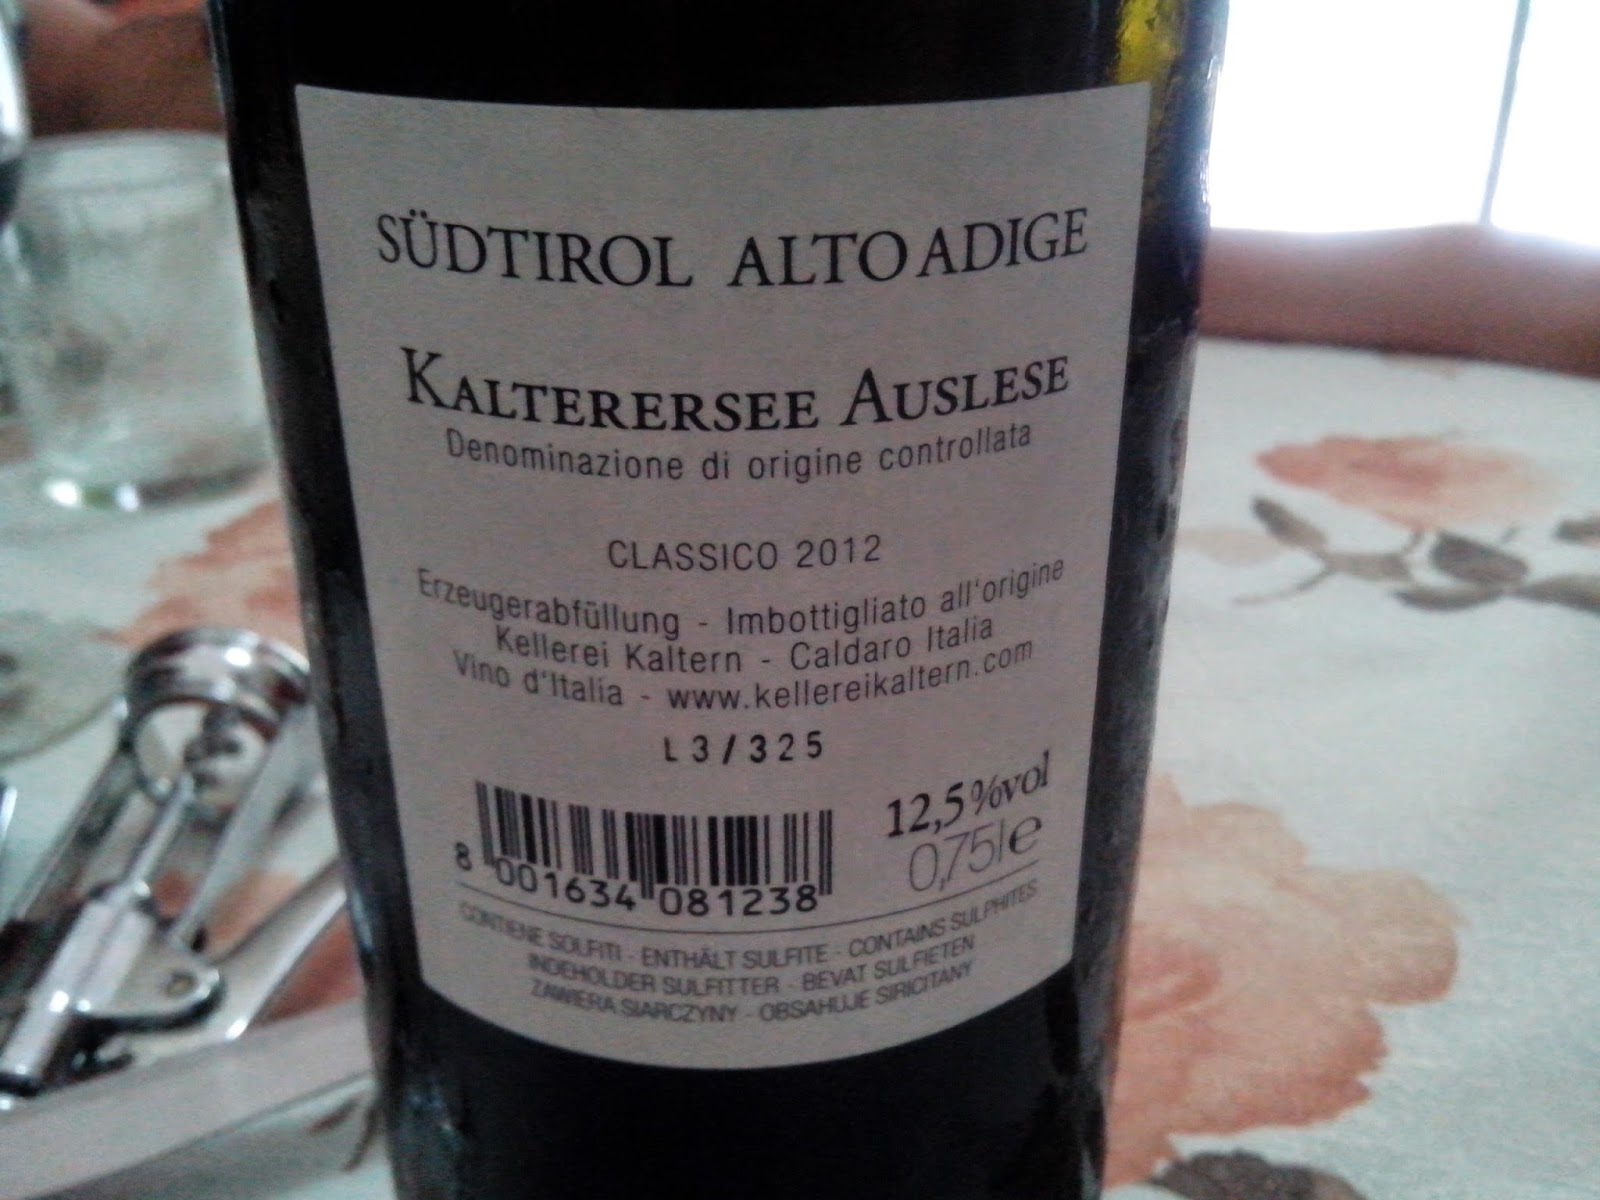 SÜDTIROL ALTO ADIGE
KALTERERSEE AUSLESE
Denominazione di origine controllata
CLASSICO 2012
Erzeugerabfüllung - Imbottigliato all'origine
Kellerei Kaltern - Caldaro Italia
Vino d'Italia - www.kellereikaltern.com
L3/325
12,5%vol
0,75l e
8 001634 081238
CONTIENE SOLFITI - ENTHÄLT SULFITE - CONTAINS SULPHITES
INDEHOLDER SULFITTER - BEVAT SULFIETEN
ZAWIERA SIARCZYNY - OBSAHUJE SIRICITANY